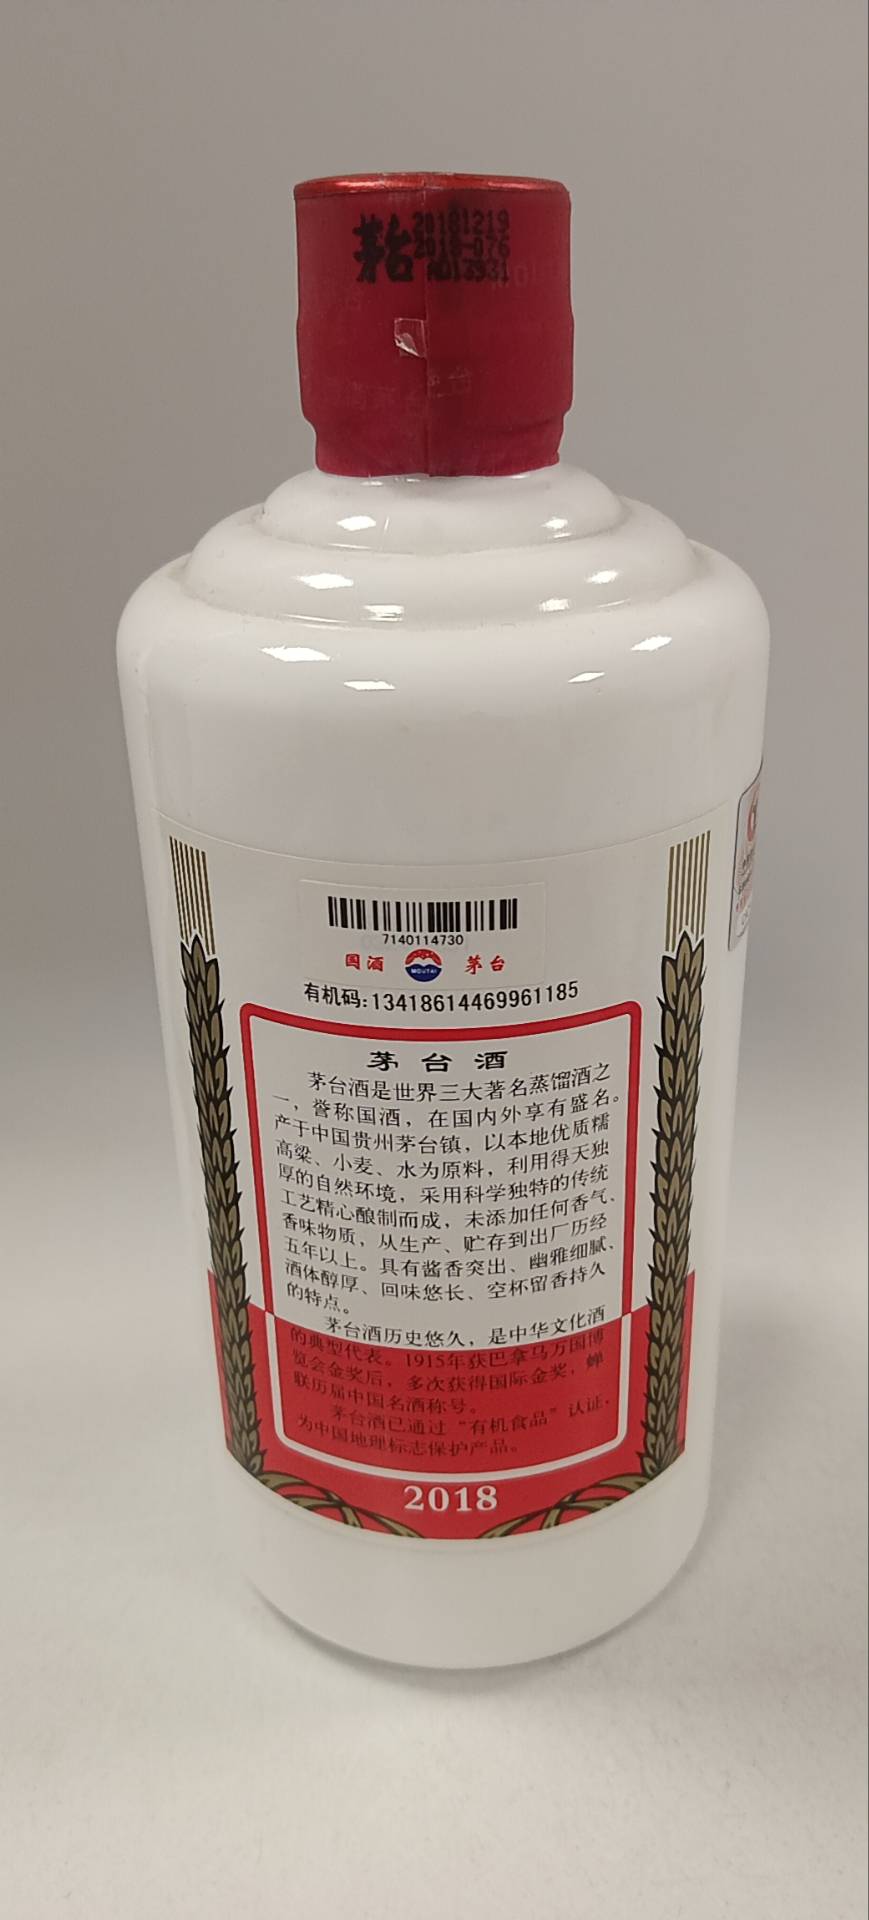 茅台
20181219
2018-076
7140114730
国酒 MOUTAI 茅台
有机码:13418614469961185
茅台酒
茅台酒是世界三大著名蒸馏酒之
一，誉称国酒，在国内外享有盛名。
产于中国贵州茅台镇，以本地优质糯
高粱、小麦、水为原料，利用得天独
厚的自然环境，采用科学独特的传统
工艺精心酿制而成，未添加任何香气、
香味物质，从生产、贮存到出厂历经
五年以上。具有酱香突出、幽雅细腻、
酒体醇厚、回味悠长、空杯留香持久
的特点。
茅台酒历史悠久，是中华文化酒
的典型代表。1915年获巴拿马万国博
览会金奖后，多次获得国际金奖，蝉
联历届中国名酒称号。
茅台酒已通过“有机食品”认证，
为中国地理标志保护产品。
2018